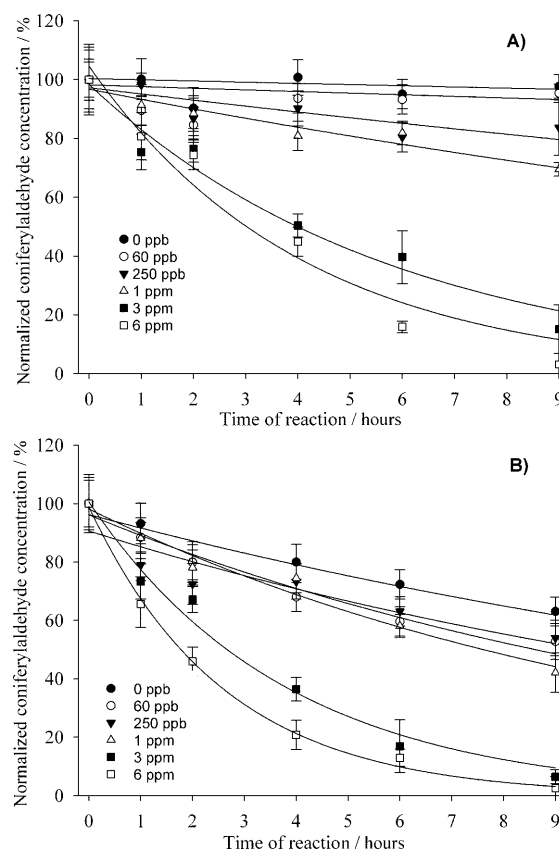 Normalized coniferylaldehyde concentration / %
120
100
80
60
40
20
0
A)
0 ppb
60 ppb
250 ppb
1 ppm
3 ppm
6 ppm
0 1 2 3 4 5 6 7 8 9
Time of reaction / hours
Normalized coniferylaldehyde concentration / %
120
100
80
60
40
20
0
B)
0 ppb
60 ppb
250 ppb
1 ppm
3 ppm
6 ppm
0 1 2 3 4 5 6 7 8 9
Time of reaction / hours